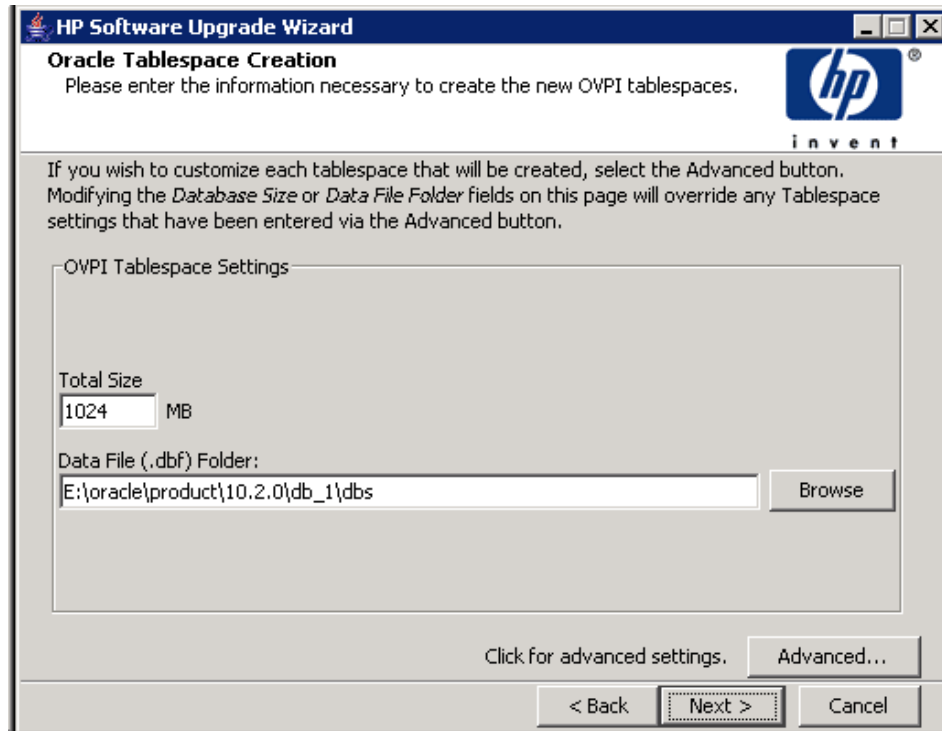 HP Software Upgrade Wizard
Oracle Tablespace Creation
Please enter the information necessary to create the new OVPI tablespaces.
hp
®
invent
If you wish to customize each tablespace that will be created, select the Advanced button.
Modifying the Database Size or Data File Folder fields on this page will override any Tablespace
settings that have been entered via the Advanced button.
OVPI Tablespace Settings
Total Size
1024 MB
Data File (.dbf) Folder:
E:\oracle\product\10.2.0\db_1\dbs Browse
Click for advanced settings. Advanced...
< Back Next > Cancel